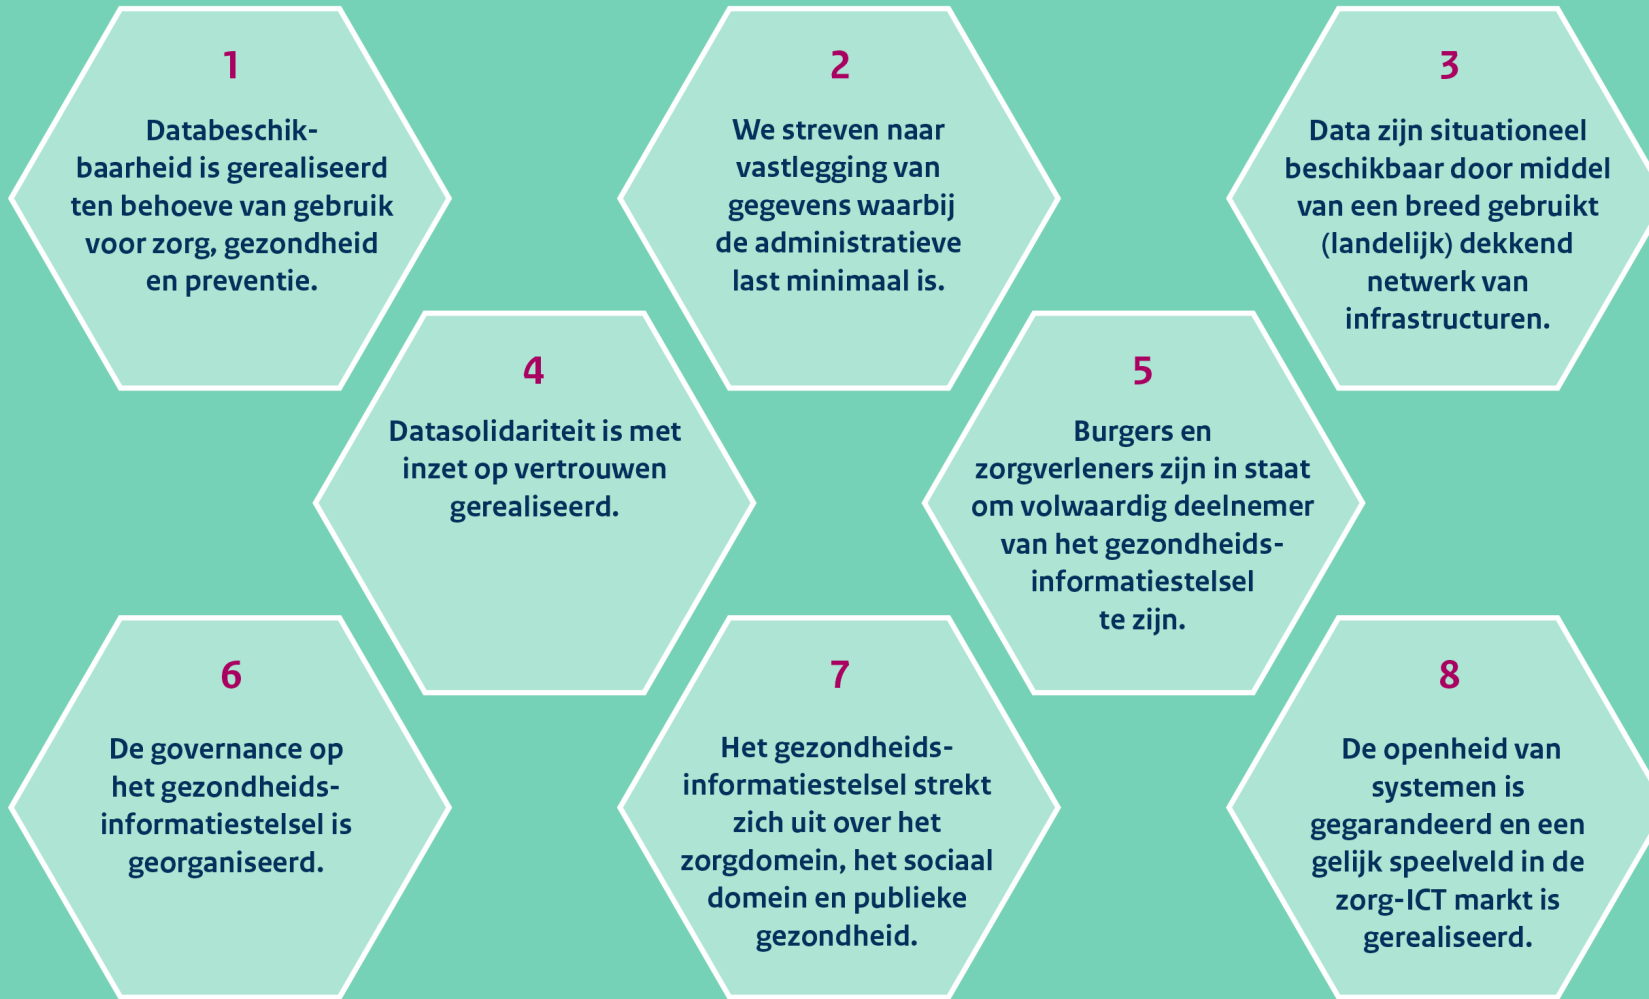 1
Databeschik-
baarheid is gerealiseerd
ten behoeve van gebruik
voor zorg, gezondheid
en preventie.
2
We streven naar
vastlegging van
gegevens waarbij
de administratieve
last minimaal is.
3
Data zijn situationeel
beschikbaar door middel
van een breed gebruikt
(landelijk) dekkend
netwerk van
infrastructuren.
4
Datasolidariteit is met
inzet op vertrouwen
gerealiseerd.
5
Burgers en
zorgverleners zijn in staat
om volwaardig deelnemer
van het gezondheids-
informatiestelsel
te zijn.
6
De governance op
het gezondheids-
informatiestelsel is
georganiseerd.
7
Het gezondheids-
informatiestelsel strekt
zich uit over het
zorgdomein, het sociaal
domein en publieke
gezondheid.
8
De openheid van
systemen is
gegarandeerd en een
gelijk speelveld in de
zorg-ICT markt is
gerealiseerd.